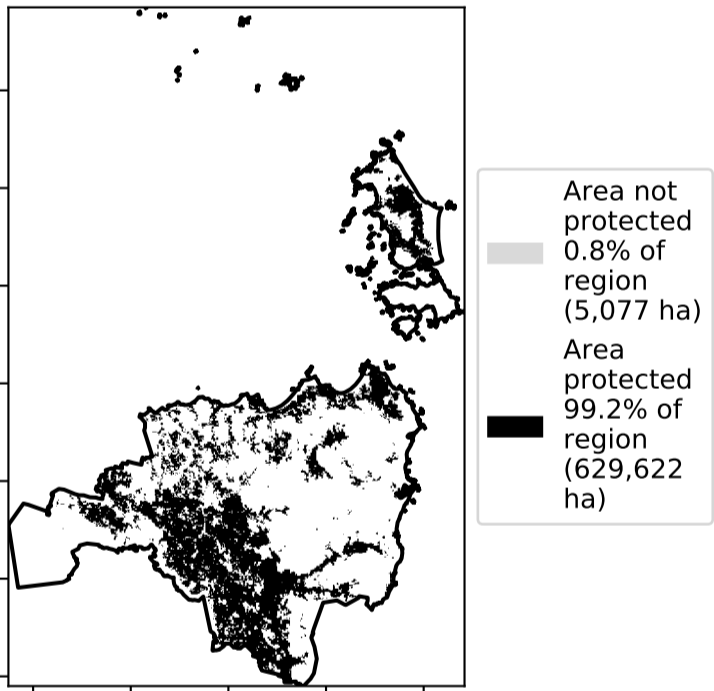 Area not
protected
0.8% of
region
(5,077 ha)
Area
protected
99.2% of
region
(629,622
ha)